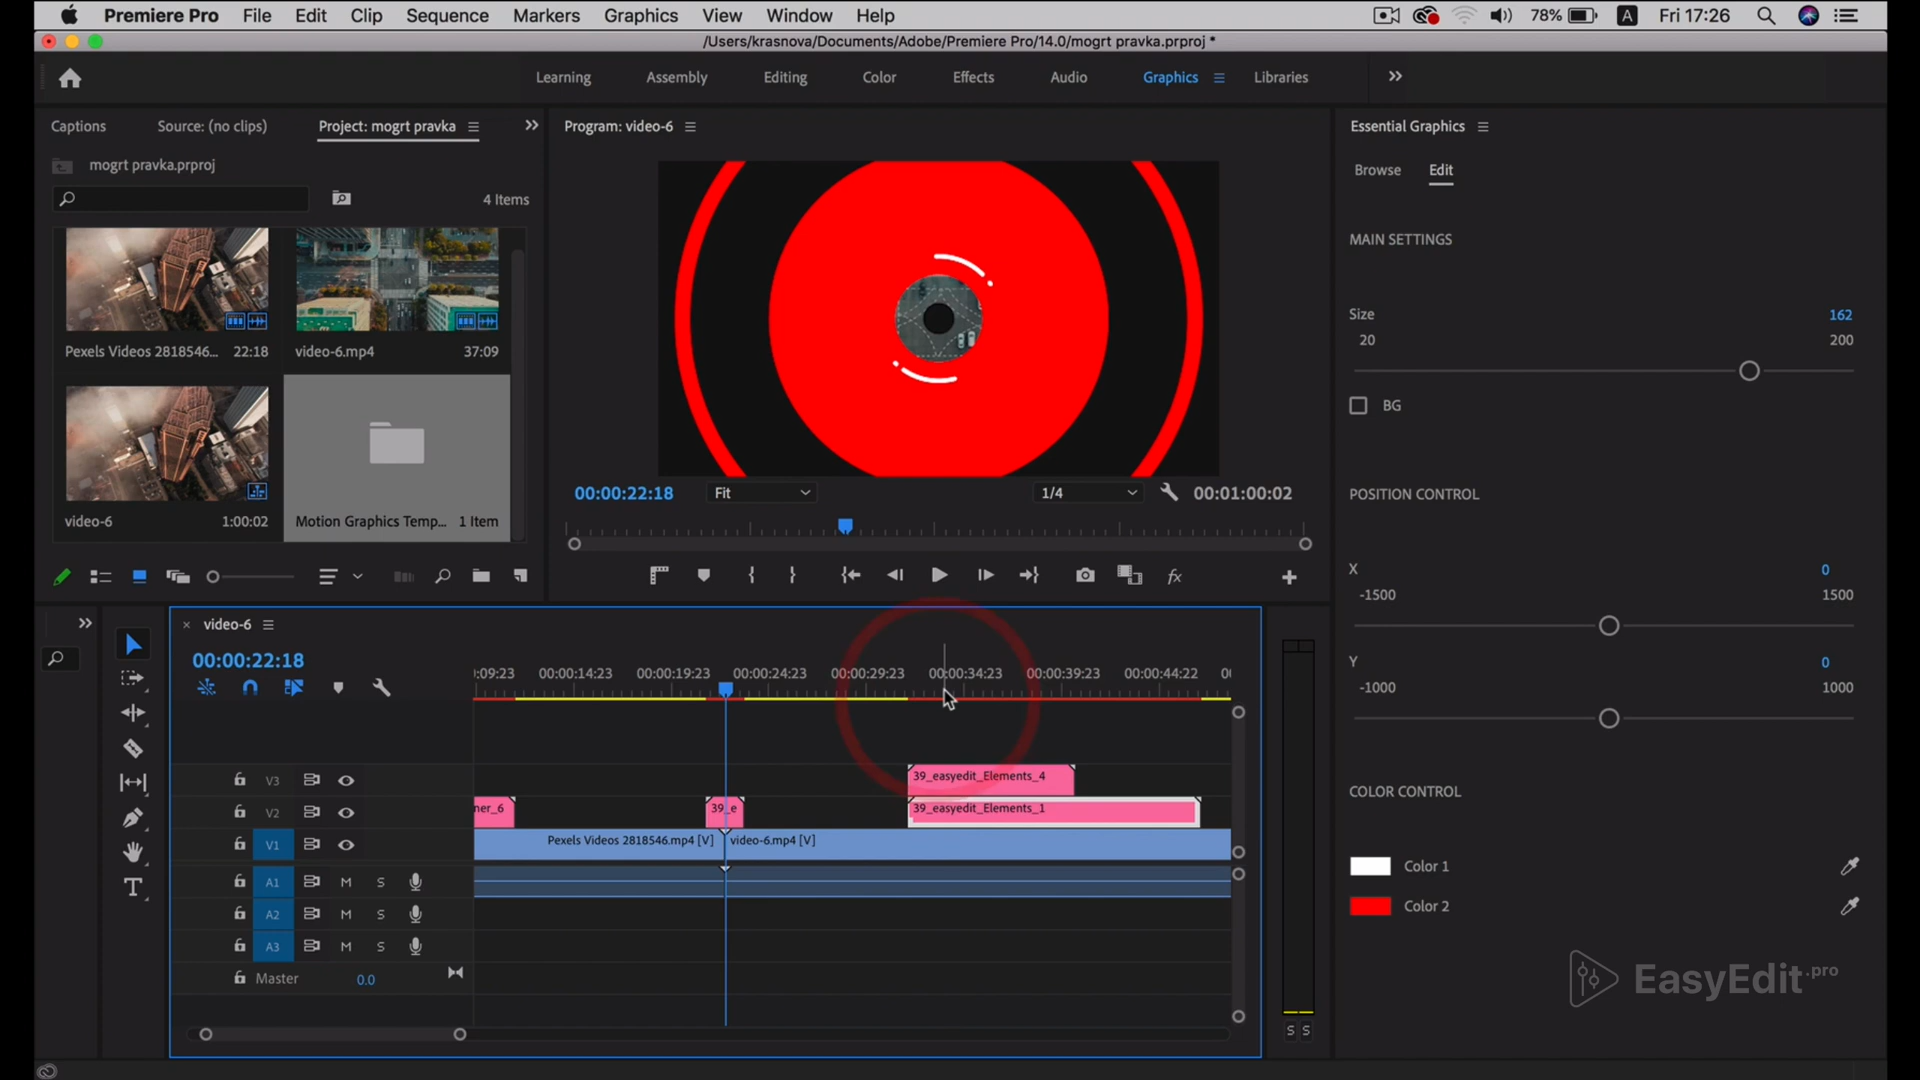 Premiere Pro File Edit Clip Sequence Markers Graphics View Window Help 78% A Fri 17:26
/Users/krasnova/Documents/Adobe/Premiere Pro/14.0/mogrt pravka.prproj *
Learning Assembly Editing Color Effects Audio Graphics Libraries
Captions Source: (no clips) Project: mogrt pravka
mogrt pravka.prproj
4 Items
Pexels Videos 2818546... 22:18 video-6.mp4 37:09
video-6 1:00:02 Motion Graphics Temp... 1 Item
Program: video-6
00:00:22:18 Fit 1/4 00:01:00:02
fx
Essential Graphics
Browse Edit
MAIN SETTINGS
Size 162
20 200
BG
POSITION CONTROL
X 0
-1500 1500
Y 0
-1000 1000
COLOR CONTROL
Color 1
Color 2
EasyEdit.pro
× video-6
00:00:22:18
:09:23 00:00:14:23 00:00:19:23 00:00:24:23 00:00:29:23 00:00:34:23 00:00:39:23 00:00:44:22
V3 39_easyedit_Elements_4
V2 ner_6 39_e 39_easyedit_Elements_1
V1 Pexels Videos 2818546.mp4 [V] video-6.mp4 [V]
A1 M S
A2 M S
A3 M S
Master 0.0
S S